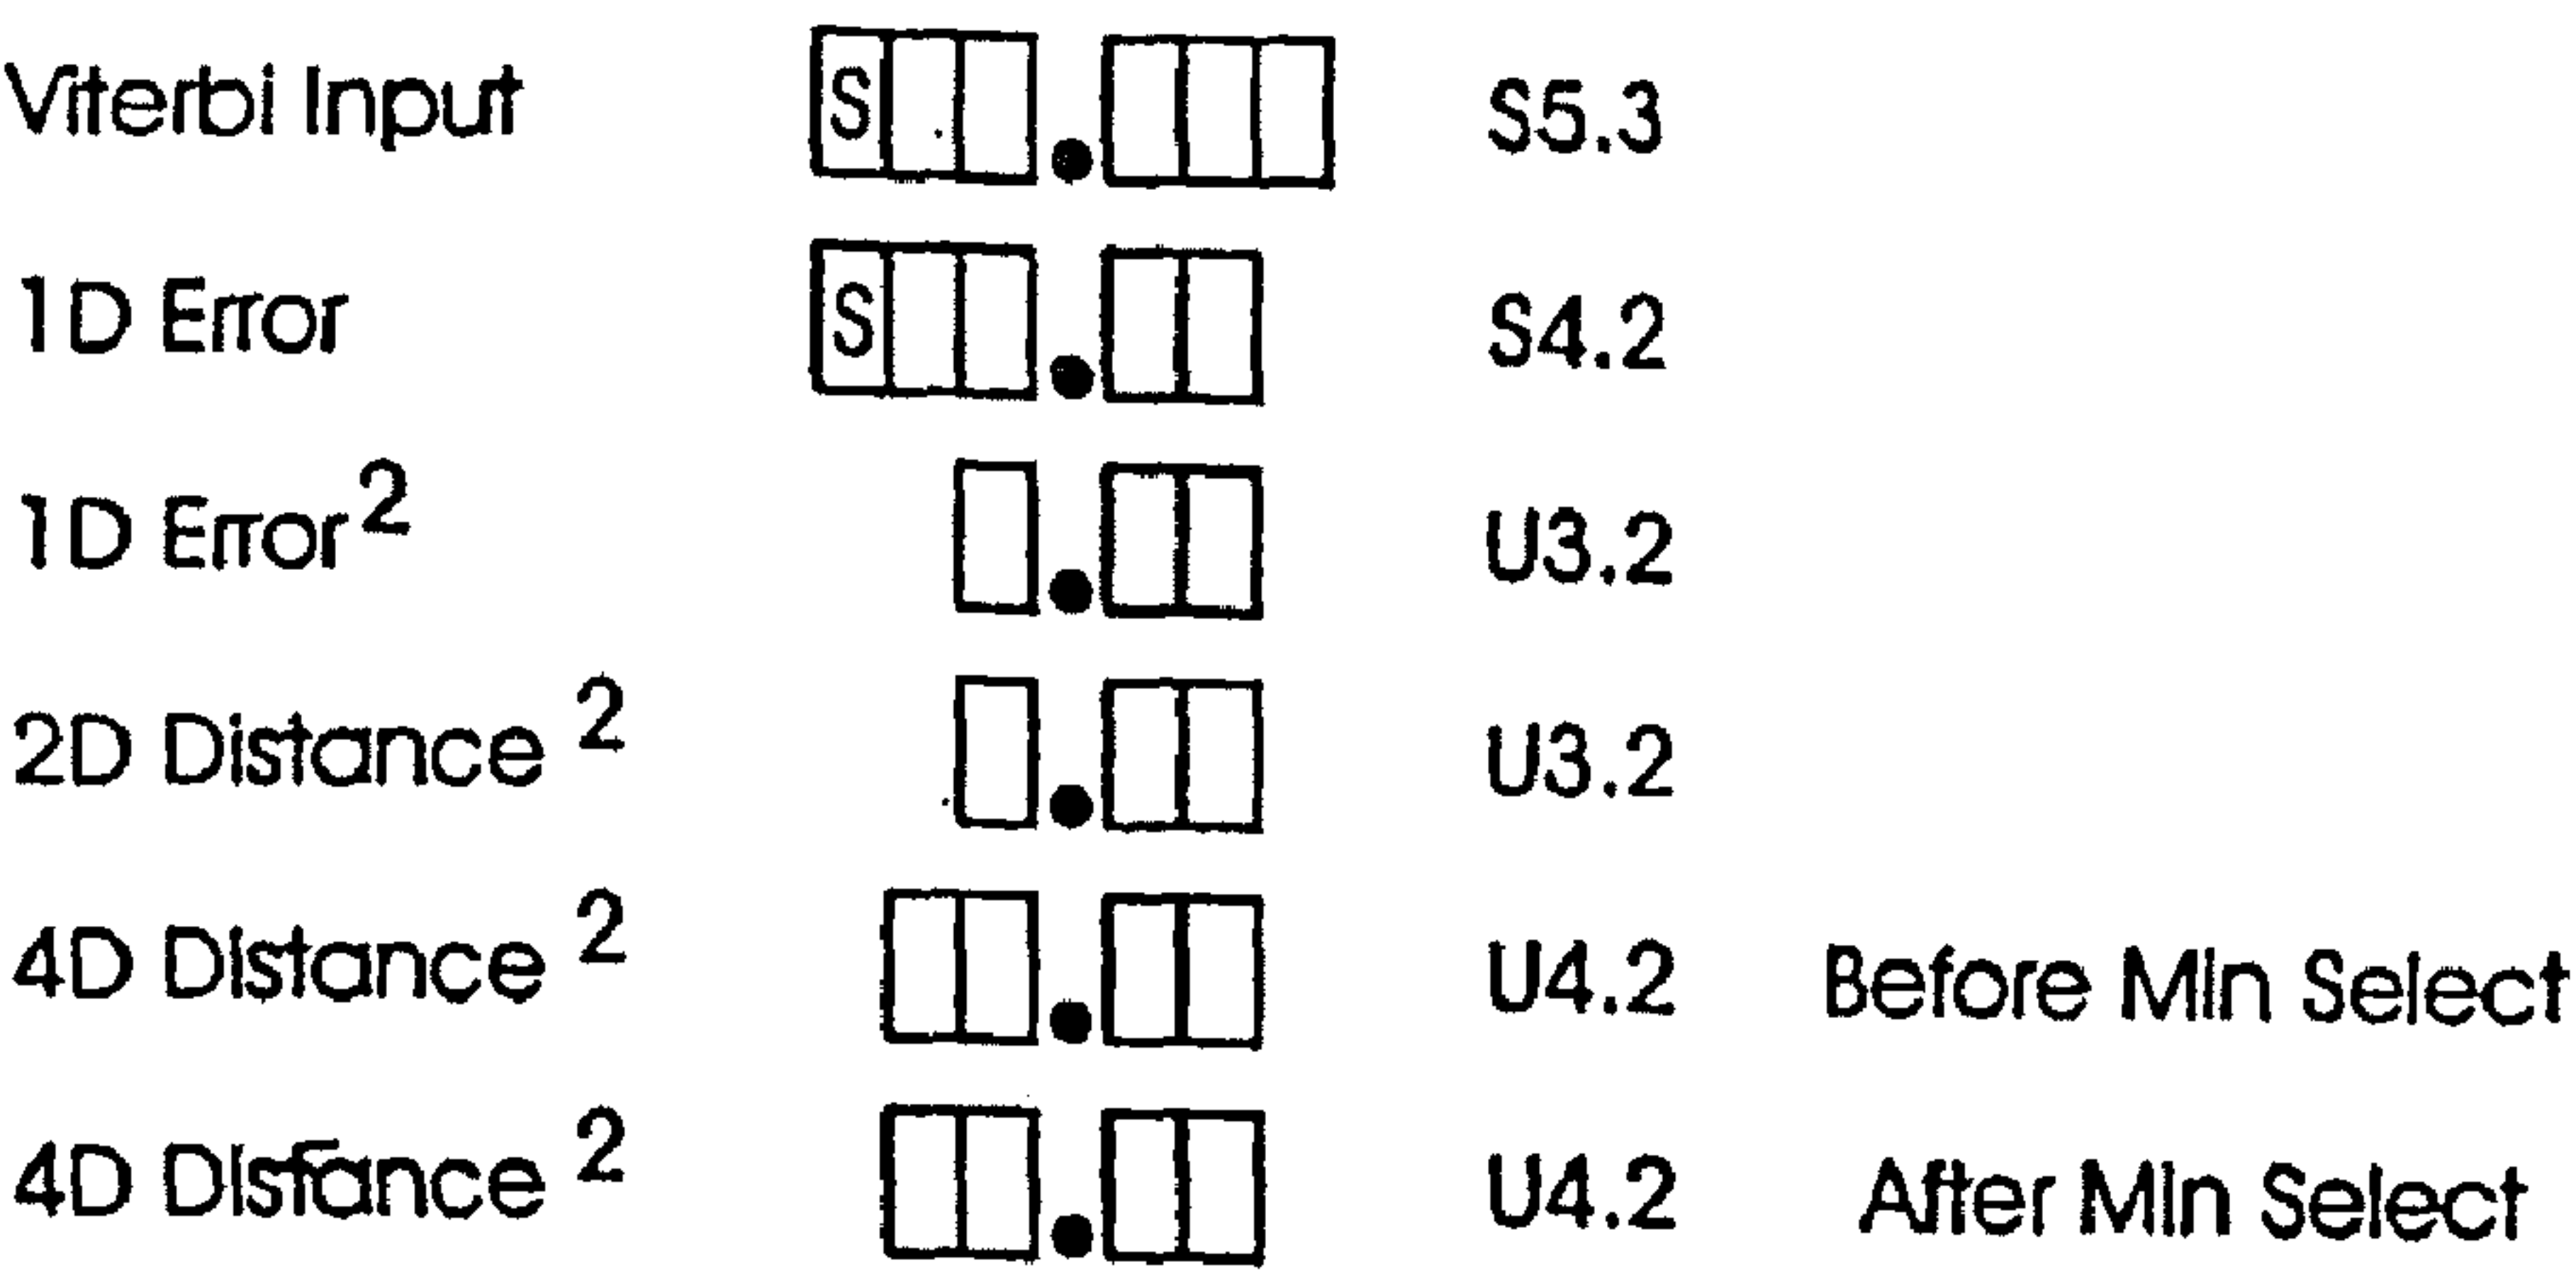 Viterbi Input S S5.3
1D Error S S4.2
1D Error 2 U3.2
2D Distance 2 U3.2
4D Distance 2 U4.2 Before Min Select
4D Distance 2 U4.2 After Min Select